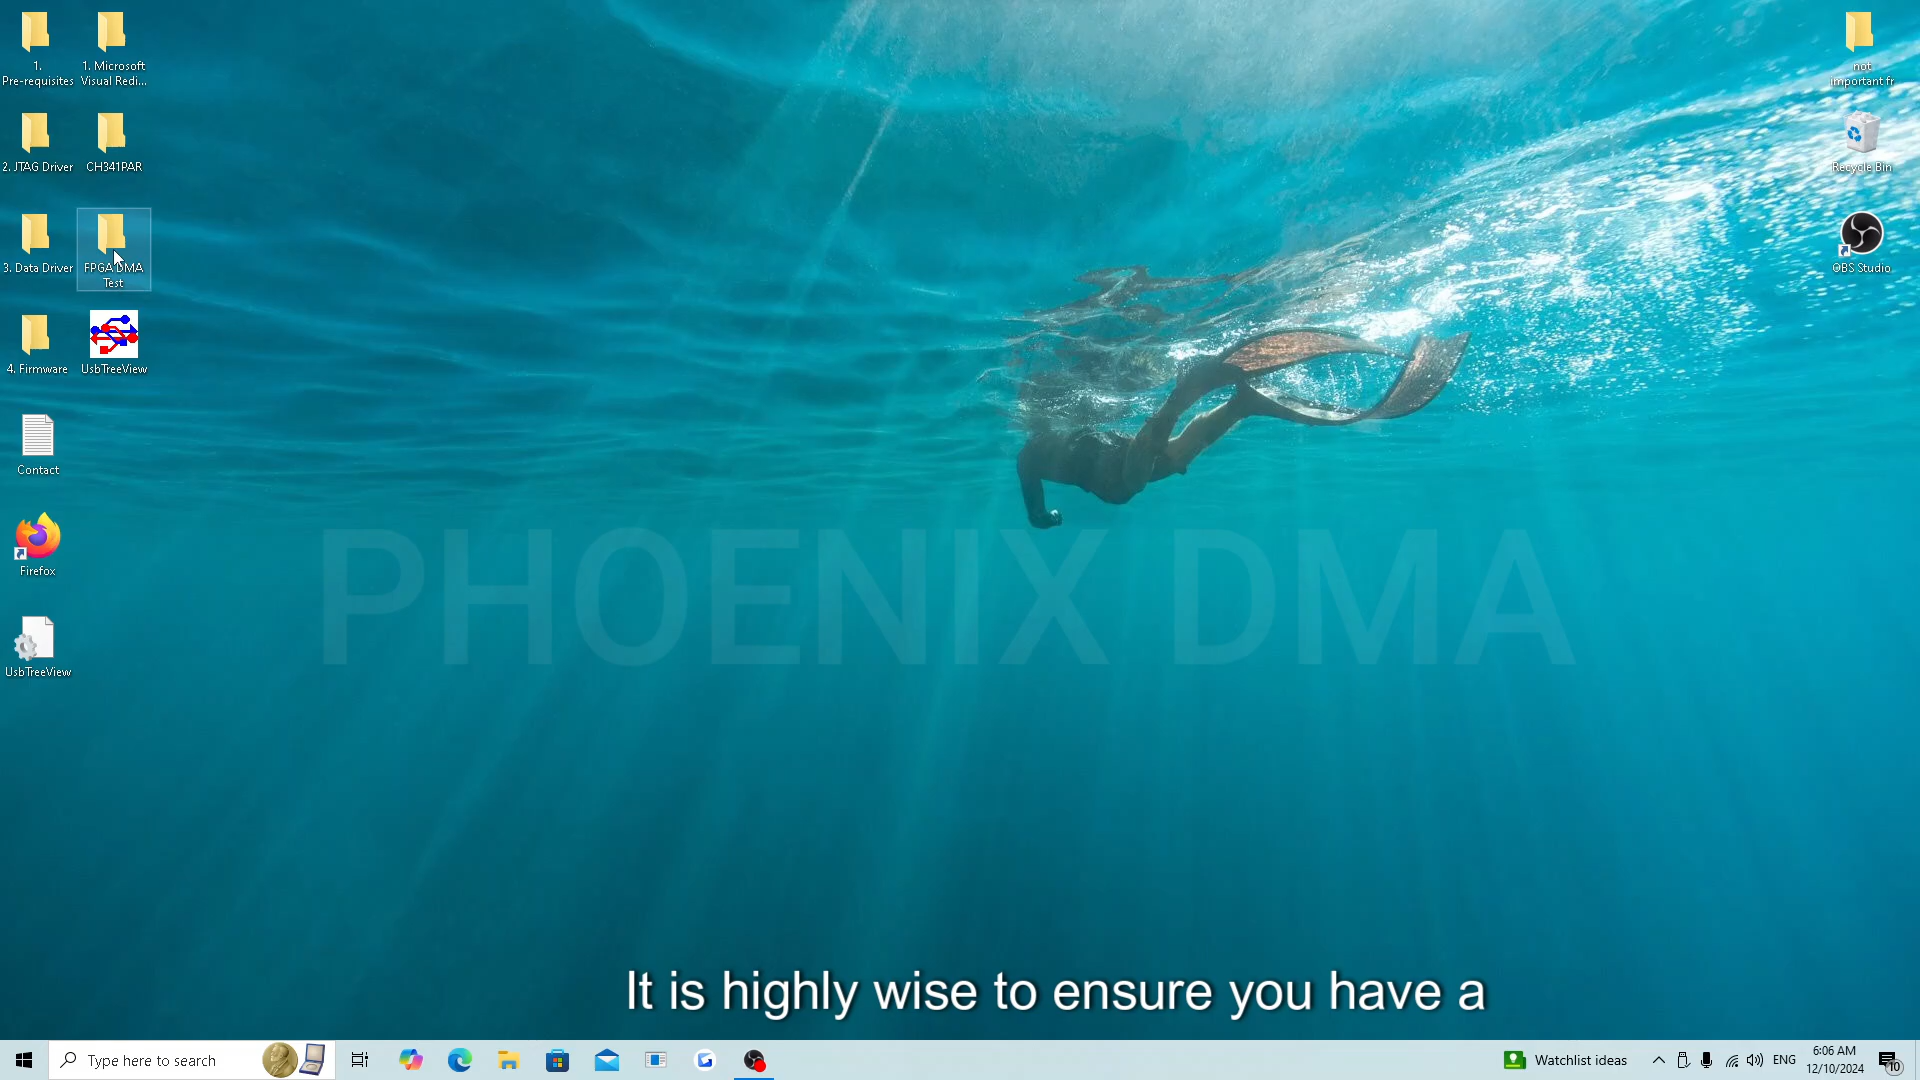 1.
Pre-requisites
1. Microsoft
Visual Redi...
not
important fr
2. JTAG Driver
CH341PAR
Recycle Bin
3. Data Driver
FPGA DMA
Test
OBS Studio
4. Firmware
UsbTreeView
Contact
Firefox
PHOENIX DMA
UsbTreeView
It is highly wise to ensure you have a
Type here to search
Watchlist ideas
ENG
6:06 AM
12/10/2024
10